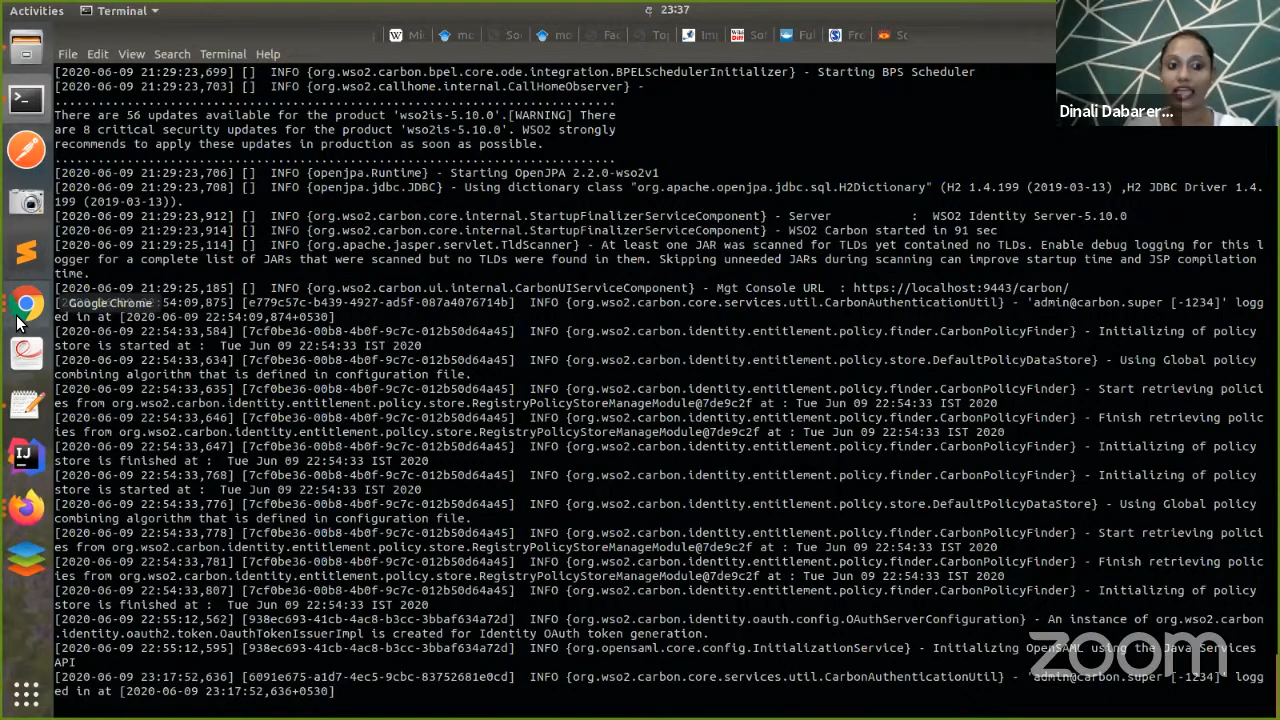 Activities
Terminal
23:37
File Edit View Search Terminal Help
[2020-06-09 21:29:23,699] [] INFO {org.wso2.carbon.bpel.core.ode.integration.BPELSchedulerInitializer} - Starting BPS Scheduler
[2020-06-09 21:29:23,703] [] INFO {org.wso2.callhome.internal.CallHomeObserver} -
................................................................................
There are 56 updates available for the product 'wso2is-5.10.0'.[WARNING] There
are 8 critical security updates for the product 'wso2is-5.10.0'. WSO2 strongly
recommends to apply these updates in production as soon as possible.
................................................................................
[2020-06-09 21:29:23,706] [] INFO {openjpa.Runtime} - Starting OpenJPA 2.2.0-wso2v1
[2020-06-09 21:29:23,708] [] INFO {openjpa.jdbc.JDBC} - Using dictionary class "org.apache.openjpa.jdbc.sql.H2Dictionary" (H2 1.4.199 (2019-03-13) ,H2 JDBC Driver 1.4.
199 (2019-03-13)).
[2020-06-09 21:29:23,912] [] INFO {org.wso2.carbon.core.internal.StartupFinalizerServiceComponent} - Server : WSO2 Identity Server-5.10.0
[2020-06-09 21:29:23,914] [] INFO {org.wso2.carbon.core.internal.StartupFinalizerServiceComponent} - WSO2 Carbon started in 91 sec
[2020-06-09 21:29:25,114] [] INFO {org.apache.jasper.servlet.TldScanner} - At least one JAR was scanned for TLDs yet contained no TLDs. Enable debug logging for this l
ogger for a complete list of JARs that were scanned but no TLDs were found in them. Skipping unneeded JARs during scanning can improve startup time and JSP compilation
time.
[2020-06-09 21:29:25,185] [] INFO {org.wso2.carbon.ui.internal.CarbonUIServiceComponent} - Mgt Console URL : https://localhost:9443/carbon/
Google Chrome
54:09,875] [e779c57c-b439-4927-ad5f-087a4076714b] INFO {org.wso2.carbon.core.services.util.CarbonAuthenticationUtil} - 'admin@carbon.super [-1234]' logg
ed in at [2020-06-09 22:54:09,874+0530]
[2020-06-09 22:54:33,584] [7cf0be36-00b8-4f0f-9c7c-012b50d64a45] INFO {org.wso2.carbon.identity.entitlement.policy.finder.CarbonPolicyFinder} - Initializing of policy
store is started at : Tue Jun 09 22:54:33 IST 2020
[2020-06-09 22:54:33,634] [7cf0be36-00b8-4f0f-9c7c-012b50d64a45] INFO {org.wso2.carbon.identity.entitlement.policy.store.DefaultPolicyDataStore} - Using Global policy
combining algorithm that is defined in configuration file.
[2020-06-09 22:54:33,635] [7cf0be36-00b8-4f0f-9c7c-012b50d64a45] INFO {org.wso2.carbon.identity.entitlement.policy.finder.CarbonPolicyFinder} - Start retrieving polici
es from org.wso2.carbon.identity.entitlement.policy.store.RegistryPolicyStoreManageModule@7de9c2f at : Tue Jun 09 22:54:33 IST 2020
[2020-06-09 22:54:33,646] [7cf0be36-00b8-4f0f-9c7c-012b50d64a45] INFO {org.wso2.carbon.identity.entitlement.policy.finder.CarbonPolicyFinder} - Finish retrieving polic
ies from org.wso2.carbon.identity.entitlement.policy.store.RegistryPolicyStoreManageModule@7de9c2f at : Tue Jun 09 22:54:33 IST 2020
[2020-06-09 22:54:33,647] [7cf0be36-00b8-4f0f-9c7c-012b50d64a45] INFO {org.wso2.carbon.identity.entitlement.policy.finder.CarbonPolicyFinder} - Initializing of policy
store is finished at : Tue Jun 09 22:54:33 IST 2020
[2020-06-09 22:54:33,768] [7cf0be36-00b8-4f0f-9c7c-012b50d64a45] INFO {org.wso2.carbon.identity.entitlement.policy.finder.CarbonPolicyFinder} - Initializing of policy
store is started at : Tue Jun 09 22:54:33 IST 2020
[2020-06-09 22:54:33,776] [7cf0be36-00b8-4f0f-9c7c-012b50d64a45] INFO {org.wso2.carbon.identity.entitlement.policy.store.DefaultPolicyDataStore} - Using Global policy
combining algorithm that is defined in configuration file.
[2020-06-09 22:54:33,778] [7cf0be36-00b8-4f0f-9c7c-012b50d64a45] INFO {org.wso2.carbon.identity.entitlement.policy.finder.CarbonPolicyFinder} - Start retrieving polici
es from org.wso2.carbon.identity.entitlement.policy.store.RegistryPolicyStoreManageModule@7de9c2f at : Tue Jun 09 22:54:33 IST 2020
[2020-06-09 22:54:33,781] [7cf0be36-00b8-4f0f-9c7c-012b50d64a45] INFO {org.wso2.carbon.identity.entitlement.policy.finder.CarbonPolicyFinder} - Finish retrieving polic
ies from org.wso2.carbon.identity.entitlement.policy.store.RegistryPolicyStoreManageModule@7de9c2f at : Tue Jun 09 22:54:33 IST 2020
[2020-06-09 22:54:33,807] [7cf0be36-00b8-4f0f-9c7c-012b50d64a45] INFO {org.wso2.carbon.identity.entitlement.policy.finder.CarbonPolicyFinder} - Initializing of policy
store is finished at : Tue Jun 09 22:54:33 IST 2020
[2020-06-09 22:55:12,562] [938ec693-41cb-4ac8-b3cc-3bbaf634a72d] INFO {org.wso2.carbon.identity.oauth.config.OAuthServerConfiguration} - An instance of org.wso2.carbon
.identity.oauth2.token.OauthTokenIssuerImpl is created for Identity OAuth token generation.
[2020-06-09 22:55:12,595] [938ec693-41cb-4ac8-b3cc-3bbaf634a72d] INFO {org.opensaml.core.config.InitializationService} - Initializing OpenSAML using the Java Services
API
[2020-06-09 23:17:52,636] [6091e675-a1d7-4ec5-9cbc-83752681e0cd] INFO {org.wso2.carbon.core.services.util.CarbonAuthenticationUtil} - 'admin@carbon.super [-1234]' logg
ed in at [2020-06-09 23:17:52,636+0530]
Dinali Dabarer...
zoom